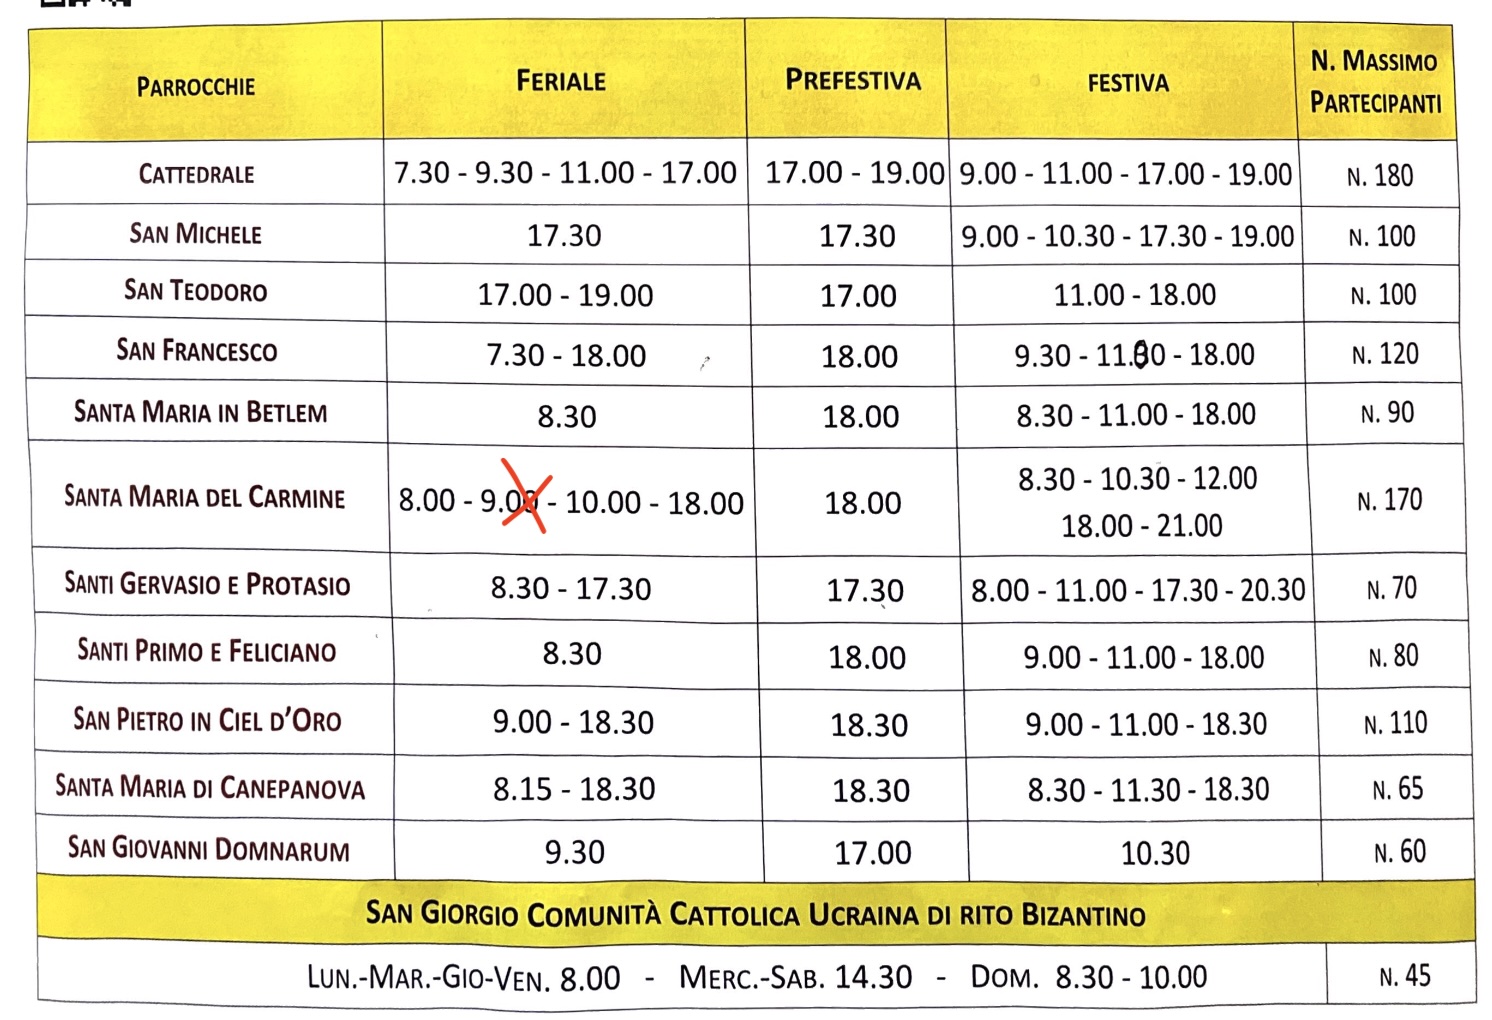 PARROCCHIE FERIALE PREFESTIVA FESTIVA N. MASSIMO PARTECIPANTI
CATTEDRALE 7.30 - 9.30 - 11.00 - 17.00 17.00 - 19.00 9.00 - 11.00 - 17.00 - 19.00 N. 180
SAN MICHELE 17.30 17.30 9.00 - 10.30 - 17.30 - 19.00 N. 100
SAN TEODORO 17.00 - 19.00 17.00 11.00 - 18.00 N. 100
SAN FRANCESCO 7.30 - 18.00 18.00 9.30 - 11.00 - 18.00 N. 120
SANTA MARIA IN BETLEM 8.30 18.00 8.30 - 11.00 - 18.00 N. 90
SANTA MARIA DEL CARMINE 8.00 - 9.00 - 10.00 - 18.00 18.00 8.30 - 10.30 - 12.00
18.00 - 21.00 N. 170
SANTI GERVASIO E PROTASIO 8.30 - 17.30 17.30 8.00 - 11.00 - 17.30 - 20.30 N. 70
SANTI PRIMO E FELICIANO 8.30 18.00 9.00 - 11.00 - 18.00 N. 80
SAN PIETRO IN CIEL D'ORO 9.00 - 18.30 18.30 9.00 - 11.00 - 18.30 N. 110
SANTA MARIA DI CANEPANOVA 8.15 - 18.30 18.30 8.30 - 11.30 - 18.30 N. 65
SAN GIOVANNI DOMNARUM 9.30 17.00 10.30 N. 60
SAN GIORGIO COMUNITÀ CATTOLICA UCRAINA DI RITO BIZANTINO
LUN.-MAR.-GIO-VEN. 8.00 - MERC.-SAB. 14.30 - DOM. 8.30 - 10.00 N. 45